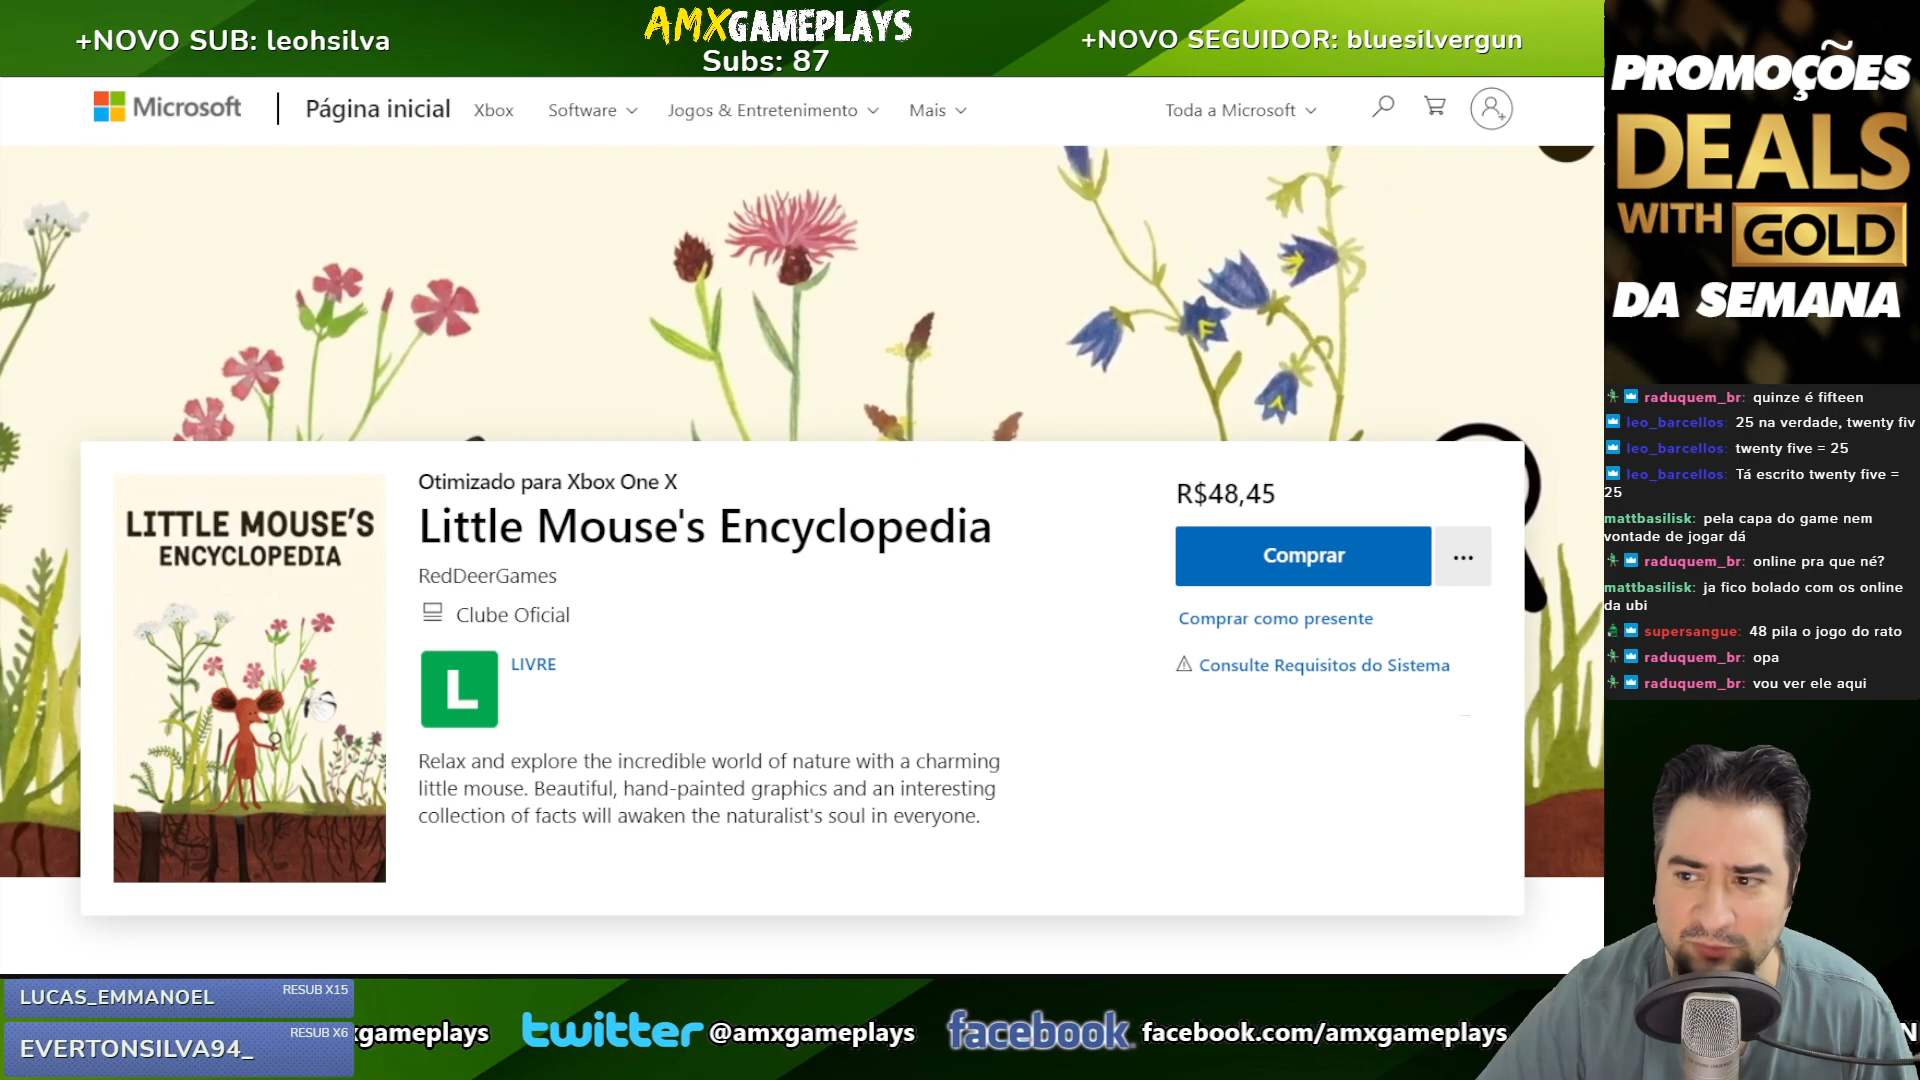 +NOVO SUB: leohsilva
AMXGAMEPLAYS
Subs: 87
+NOVO SEGUIDOR: bluesilvergun
Microsoft
Página inicial
Xbox
Software
Jogos & Entretenimento
Mais
Toda a Microsoft
PROMOÇÕES
DEALS
WITH GOLD
DA SEMANA
LITTLE MOUSE'S
ENCYCLOPEDIA
Otimizado para Xbox One X
Little Mouse's Encyclopedia
RedDeerGames
Clube Oficial
L
LIVRE
Relax and explore the incredible world of nature with a charming
little mouse. Beautiful, hand-painted graphics and an interesting
collection of facts will awaken the naturalist's soul in everyone.
R$48,45
Comprar
...
Comprar como presente
Consulte Requisitos do Sistema
raduquem_br: quinze é fifteen
leo_barcellos: 25 na verdade, twenty fiv
leo_barcellos: twenty five = 25
leo_barcellos: Tá escrito twenty five =
25
mattbasilisk: pela capa do game nem
vontade de jogar dá
raduquem_br: online pra que né?
mattbasilisk: ja fico bolado com os online
da ubi
supersangue: 48 pila o jogo do rato
raduquem_br: opa
raduquem_br: vou ver ele aqui
LUCAS_EMMANOEL
RESUB X15
EVERTONSILVA94_
RESUB X6
xgameplays
twitter @amxgameplays
facebook facebook.com/amxgameplays
N